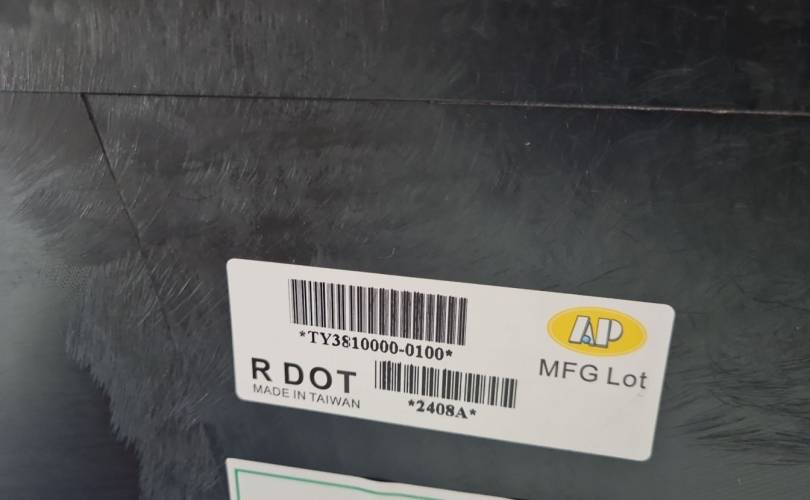 *TY3810000-0100*
AP
MFG Lot
R DOT
MADE IN TAIWAN
*2408A*